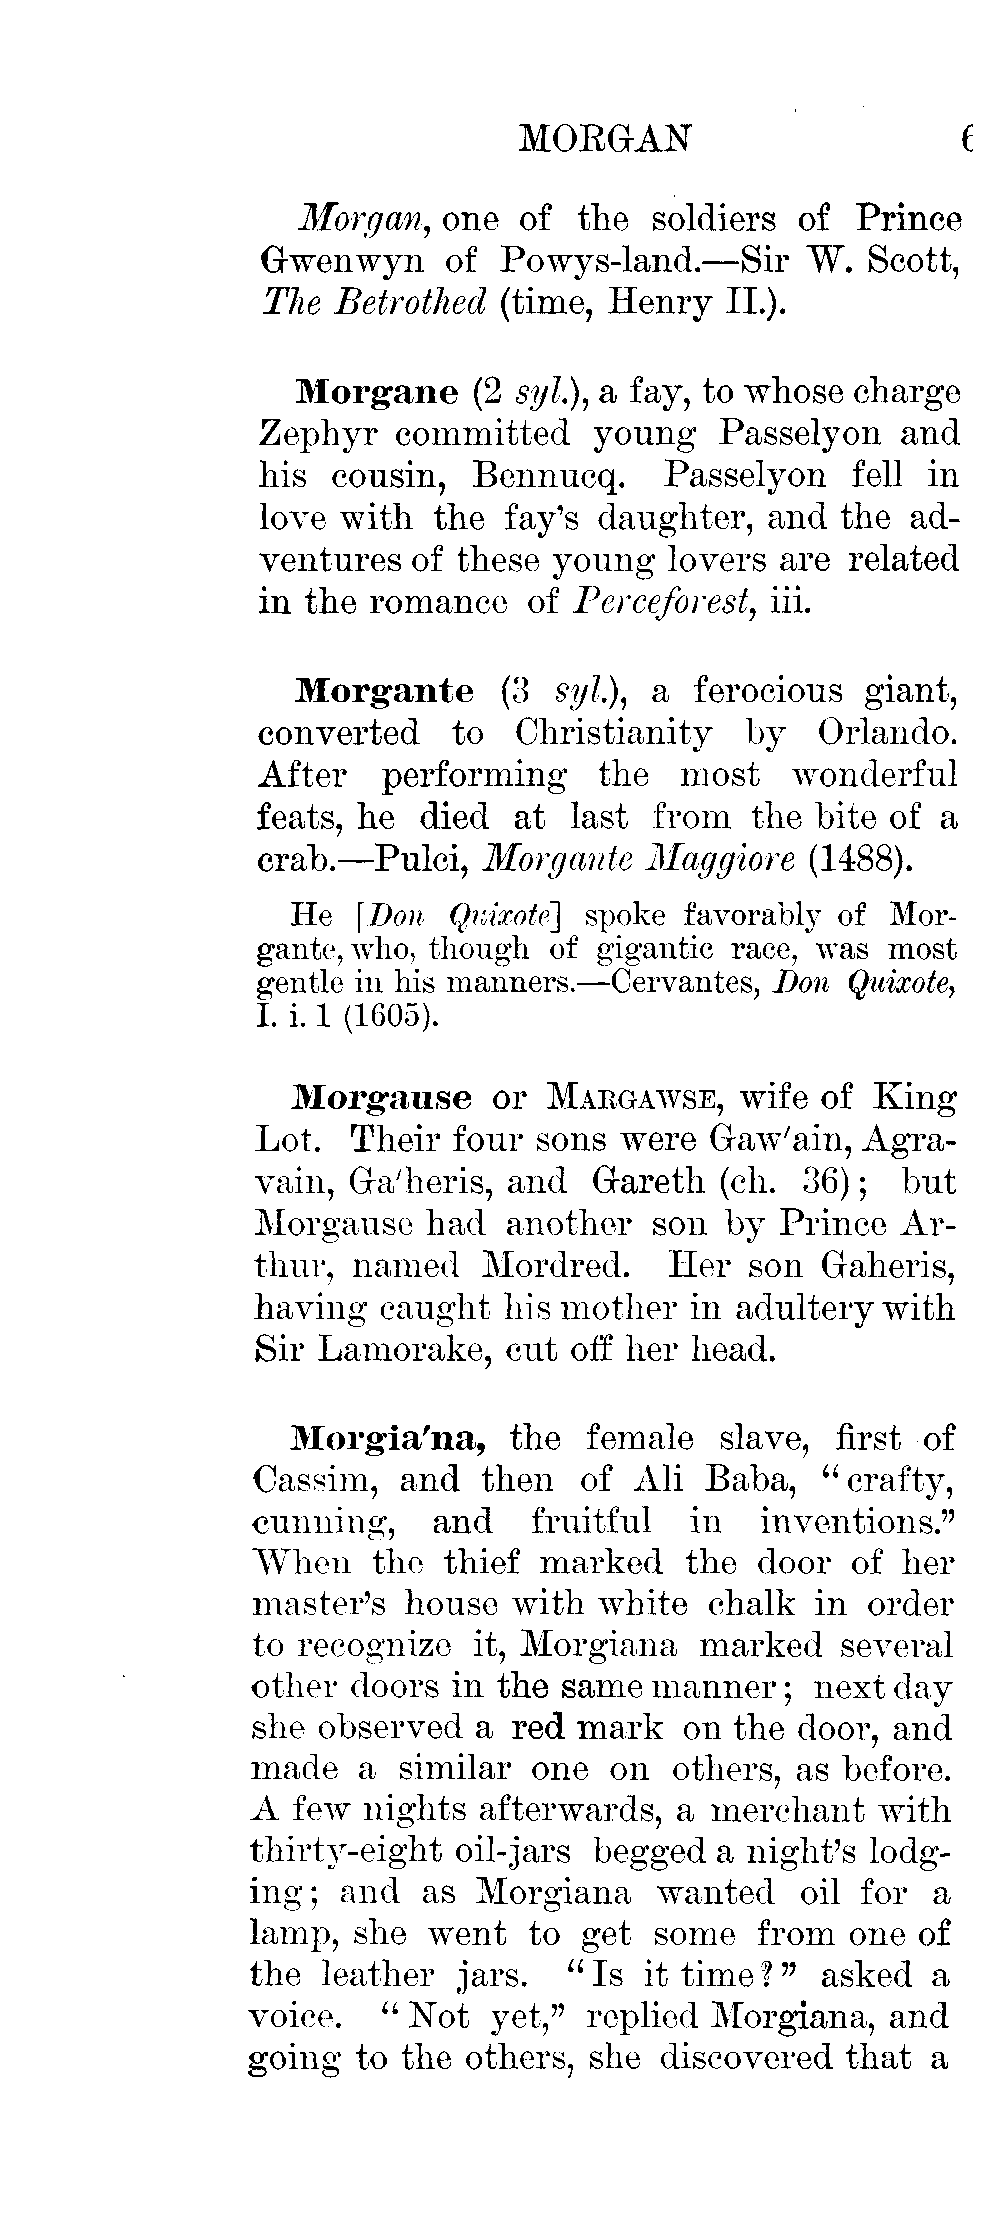 MORGAN
Morgan, one of the soldiers of Prince
Gwenwyn of Powys-land.—Sir W. Scott,
The Betrothed (time, Henry II.).
Morgane (2 syl.), a fay, to whose charge
Zephyr committed young Passelyon and
his cousin, Bennucq. Passelyon fell in
love with the fay's daughter, and the ad-
ventures of these young lovers are related
in the romance of Perceforest, iii.
Morgante (3 syl.), a ferocious giant,
converted to Christianity by Orlando.
After performing the most wonderful
feats, he died at last from the bite of a
crab.—Pulci, Morgante Maggiore (1488).
He [Don Quixote] spoke favorably of Mor-
gante, who, though of gigantic race, was most
gentle in his manners.—Cervantes, Don Quixote,
I. i. 1 (1605).
Morgause or MARGAWSE, wife of King
Lot. Their four sons were Gaw'ain, Agra-
vain, Ga'heris, and Gareth (ch. 36); but
Morgause had another son by Prince Ar-
thur, named Mordred. Her son Gaheris,
having caught his mother in adultery with
Sir Lamorake, cut off her head.
Morgia'na, the female slave, first of
Cassim, and then of Ali Baba, "crafty,
cunning, and fruitful in inventions."
When the thief marked the door of her
master's house with white chalk in order
to recognize it, Morgiana marked several
other doors in the same manner; next day
she observed a red mark on the door, and
made a similar one on others, as before.
A few nights afterwards, a merchant with
thirty-eight oil-jars begged a night's lodg-
ing; and as Morgiana wanted oil for a
lamp, she went to get some from one of
the leather jars. "Is it time?" asked a
voice. "Not yet," replied Morgiana, and
going to the others, she discovered that a